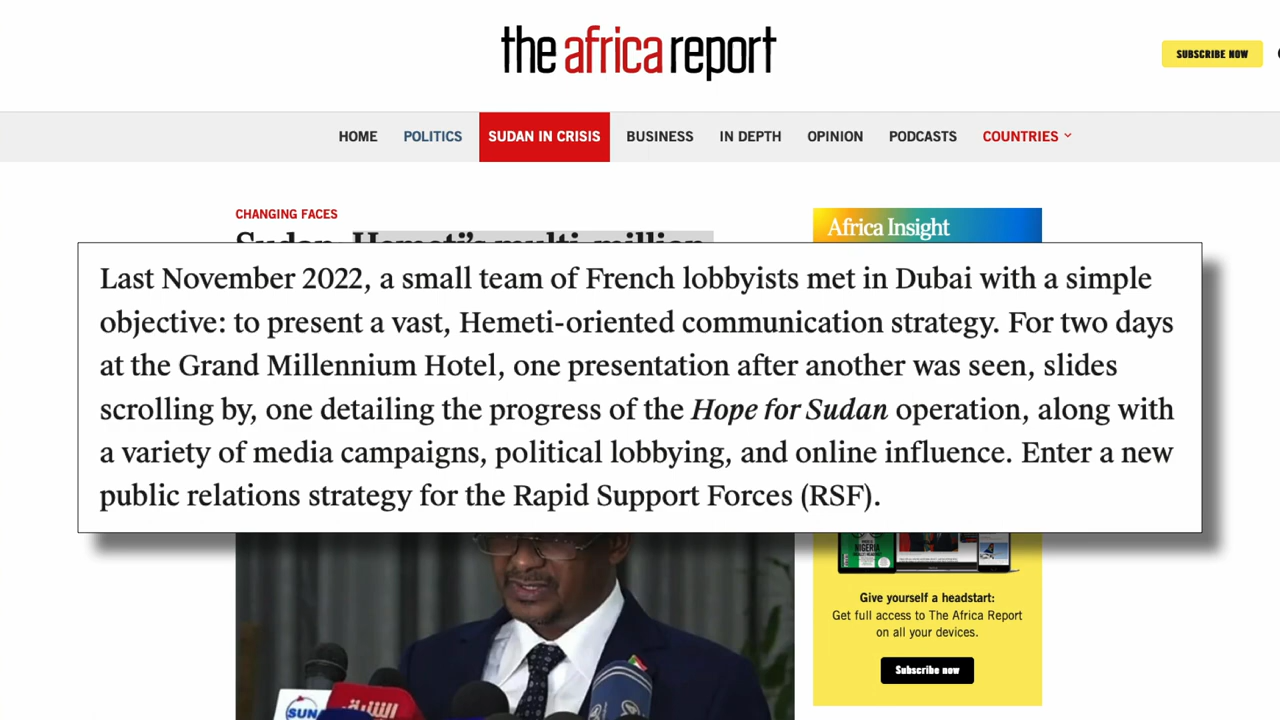 the africa report
SUBSCRIBE NOW
HOME POLITICS SUDAN IN CRISIS BUSINESS IN DEPTH OPINION PODCASTS COUNTRIES
CHANGING FACES
Sudan: Hemeti's multi-million
Africa Insight
Last November 2022, a small team of French lobbyists met in Dubai with a simple
objective: to present a vast, Hemeti-oriented communication strategy. For two days
at the Grand Millennium Hotel, one presentation after another was seen, slides
scrolling by, one detailing the progress of the Hope for Sudan operation, along with
a variety of media campaigns, political lobbying, and online influence. Enter a new
public relations strategy for the Rapid Support Forces (RSF).
NIGERIA
Give yourself a headstart:
Get full access to The Africa Report
on all your devices.
Subscribe now
SUN
الشرق